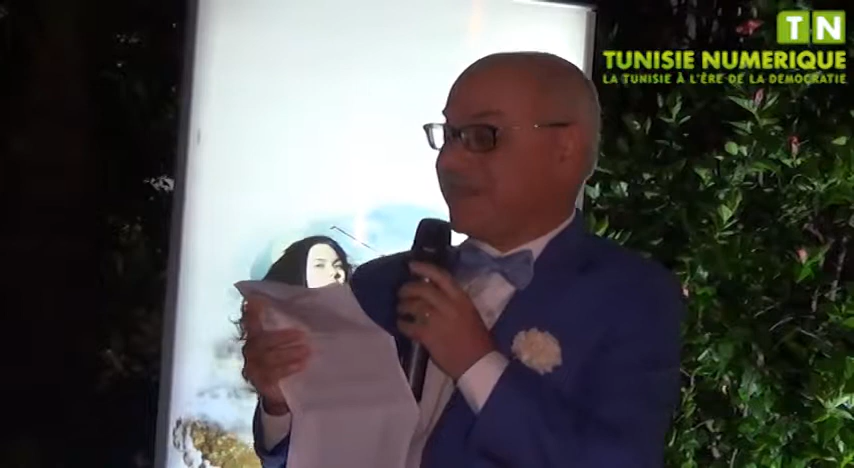 TN
TUNISIE NUMERIQUE
LA TUNISIE À L'ÈRE DE LA DEMOCRATIE